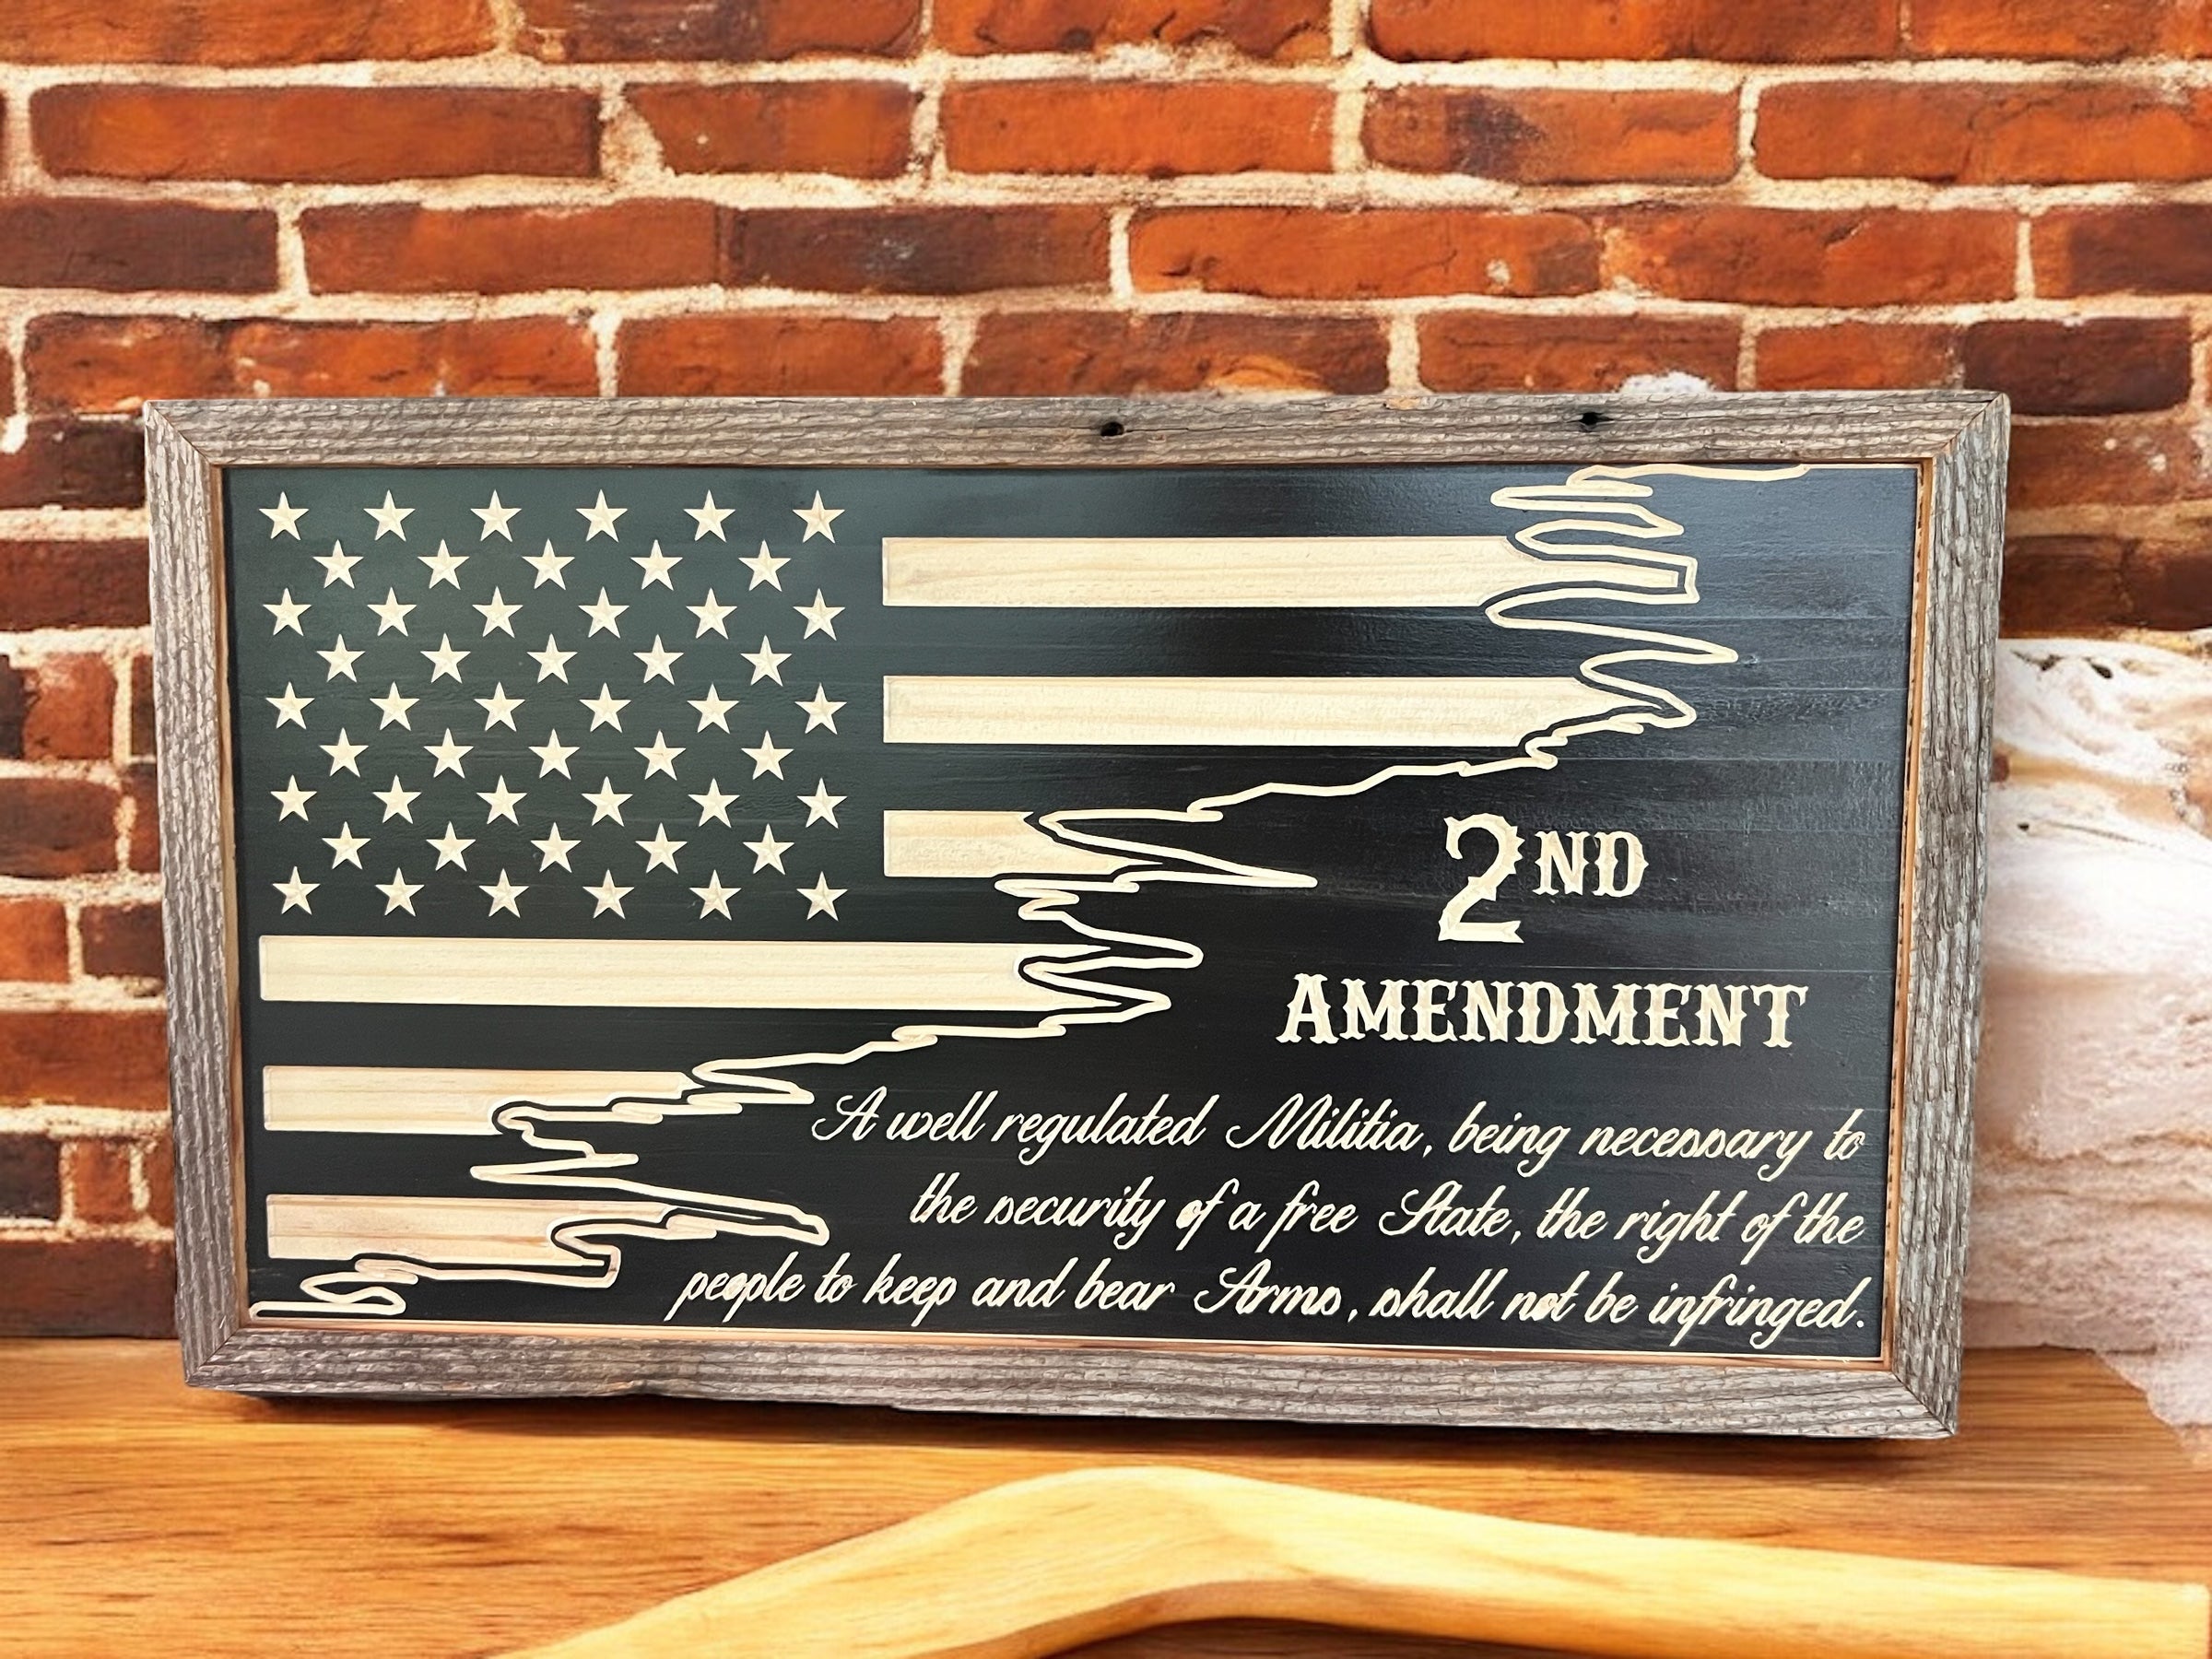 2ND
AMENDMENT
A well regulated Militia, being necessary to
the security of a free State, the right of the
people to keep and bear Arms, shall not be infringed.